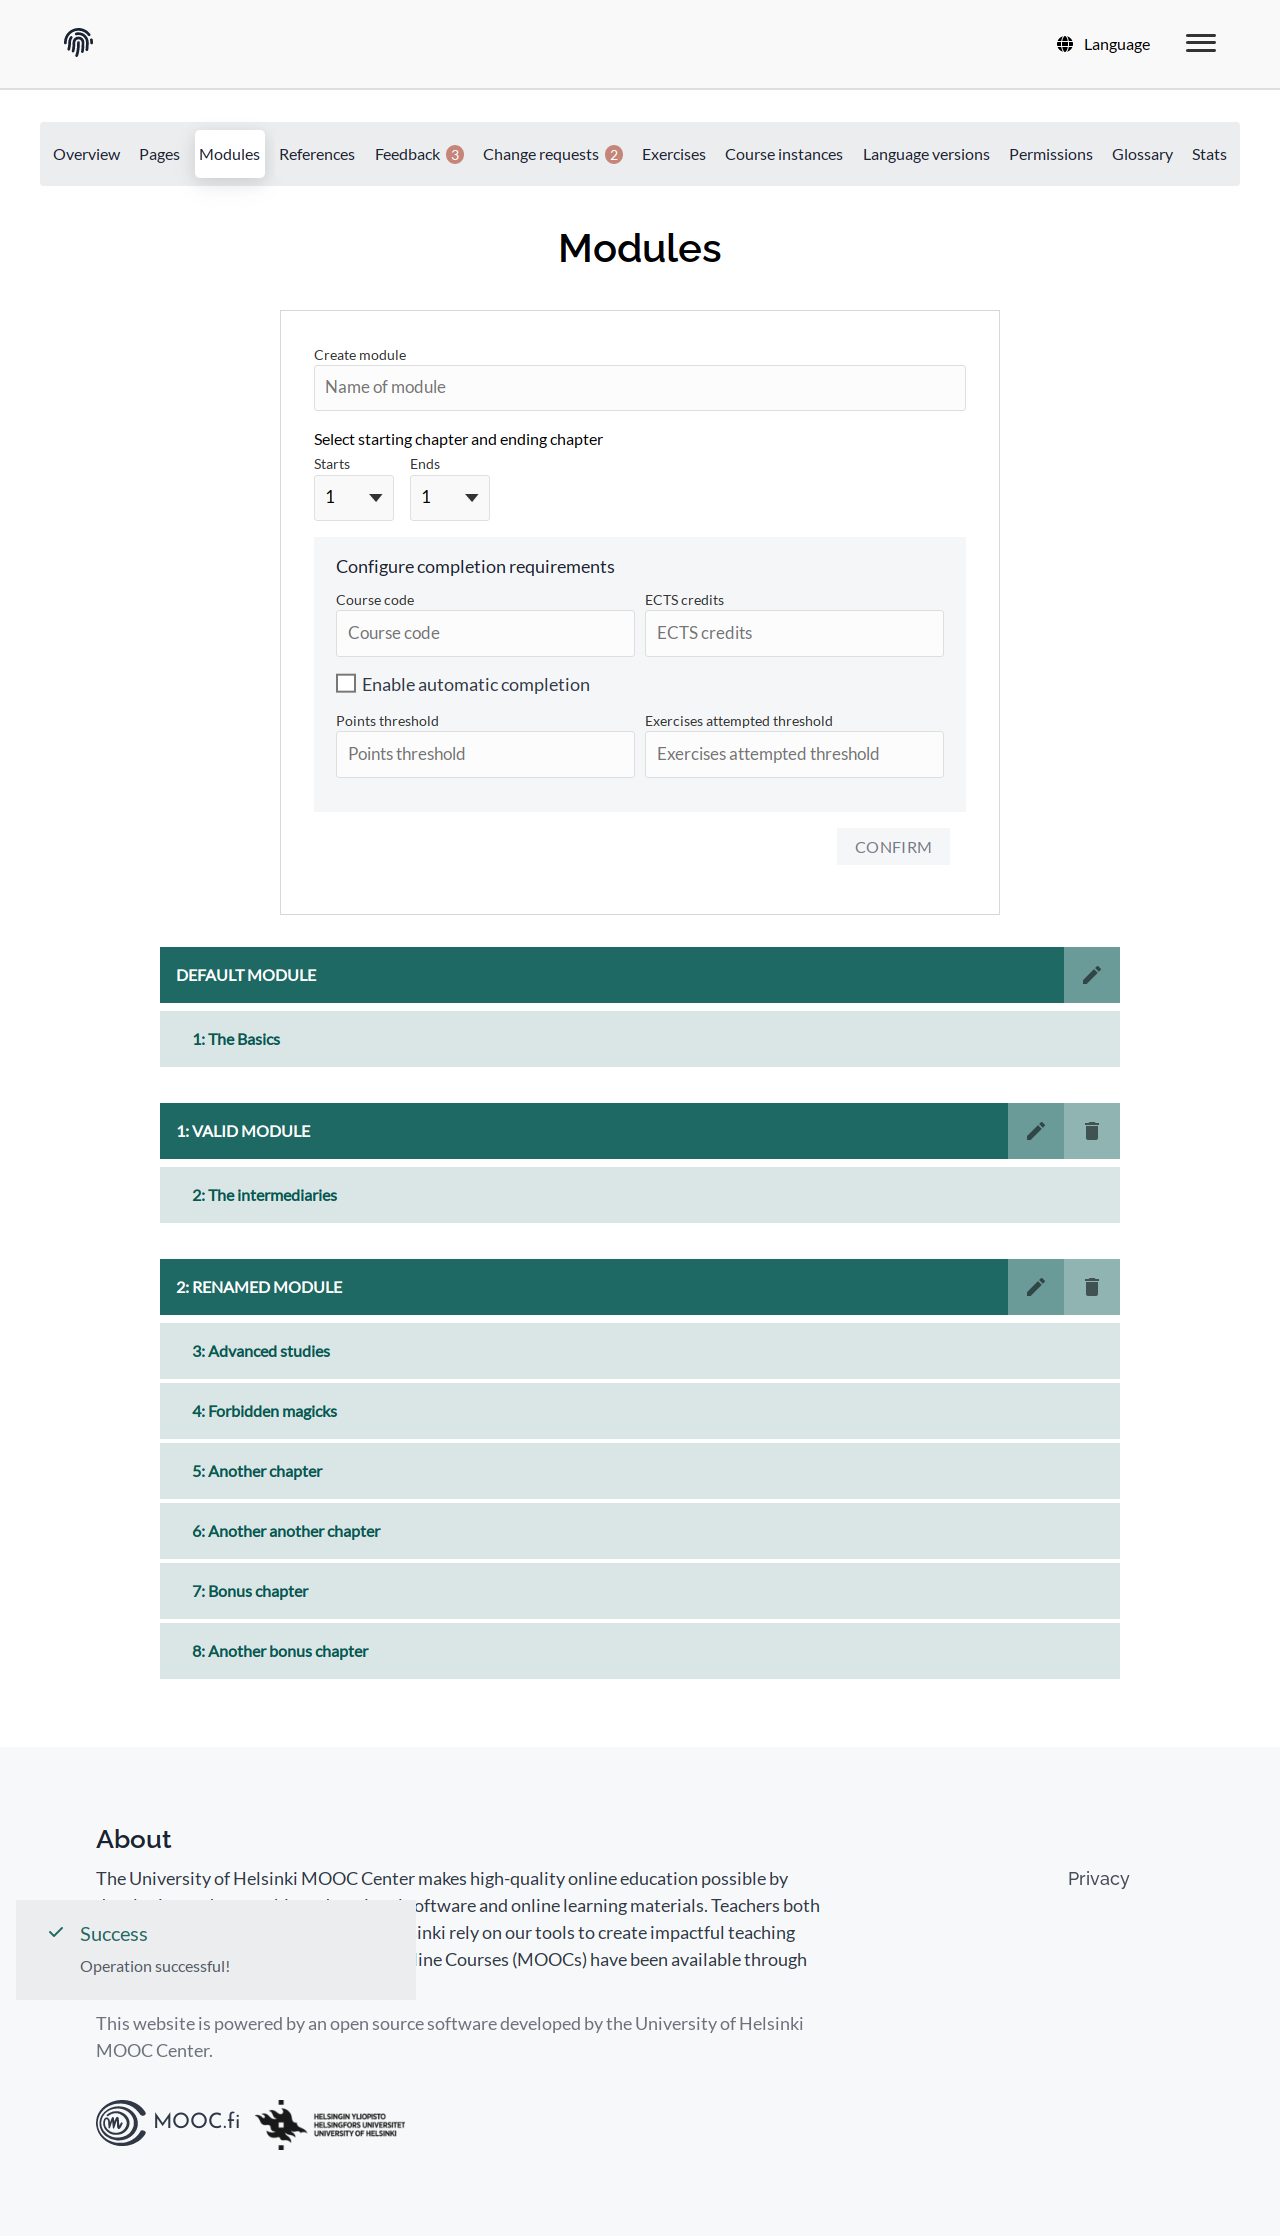 Language
Overview Pages Modules References Feedback 3 Change requests 2 Exercises Course instances Language versions Permissions Glossary Stats
Modules
Create module
Name of module
Select starting chapter and ending chapter
Starts Ends
1 1
Configure completion requirements
Course code ECTS credits
Course code ECTS credits
Enable automatic completion
Points threshold Exercises attempted threshold
Points threshold Exercises attempted threshold
CONFIRM
DEFAULT MODULE
1: The Basics
1: VALID MODULE
2: The intermediaries
2: RENAMED MODULE
3: Advanced studies
4: Forbidden magicks
5: Another chapter
6: Another another chapter
7: Bonus chapter
8: Another bonus chapter
About
The University of Helsinki MOOC Center makes high-quality online education possible by
Privacy
software and online learning materials. Teachers both
rely on our tools to create impactful teaching
Courses (MOOCs) have been available through
Success
Operation successful!
This website is powered by an open source software developed by the University of Helsinki
MOOC Center.
MOOC.fi
HELSINGIN YLIOPISTO
HELSINGFORS UNIVERSITET
UNIVERSITY OF HELSINKI